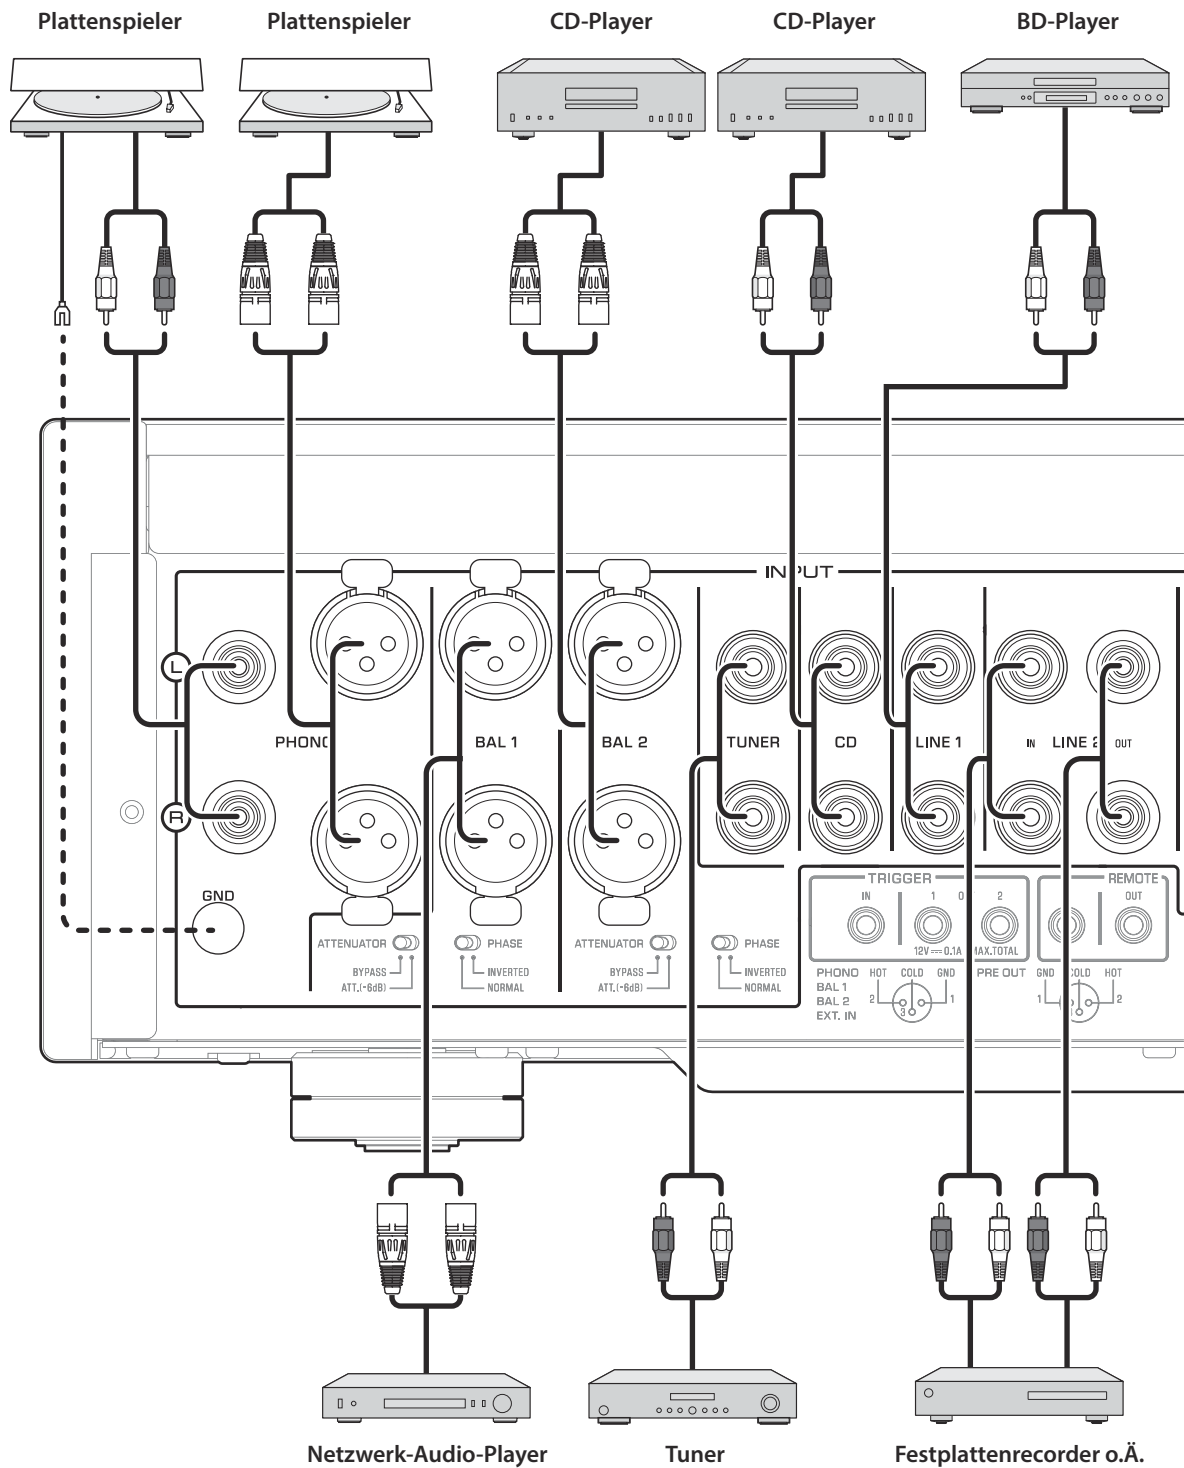 Plattenspieler
Plattenspieler
CD-Player
CD-Player
BD-Player
INPUT
L
PHONO
BAL 1
BAL 2
TUNER
CD
LINE 1
IN
LINE 2
OUT
R
GND
TRIGGER
REMOTE
IN
1
2
OUT
ATTENUATOR
PHASE
ATTENUATOR
PHASE
12V 0.1A MAX.TOTAL
BYPASS
ATT.(-6dB)
INVERTED
NORMAL
BYPASS
ATT.(-6dB)
INVERTED
NORMAL
PHONO
BAL 1
BAL 2
EXT. IN
HOT COLD GND
2
3
1
PRE OUT
GND COLD HOT
1
2
Netzwerk-Audio-Player
Tuner
Festplattenrecorder o.Ä.